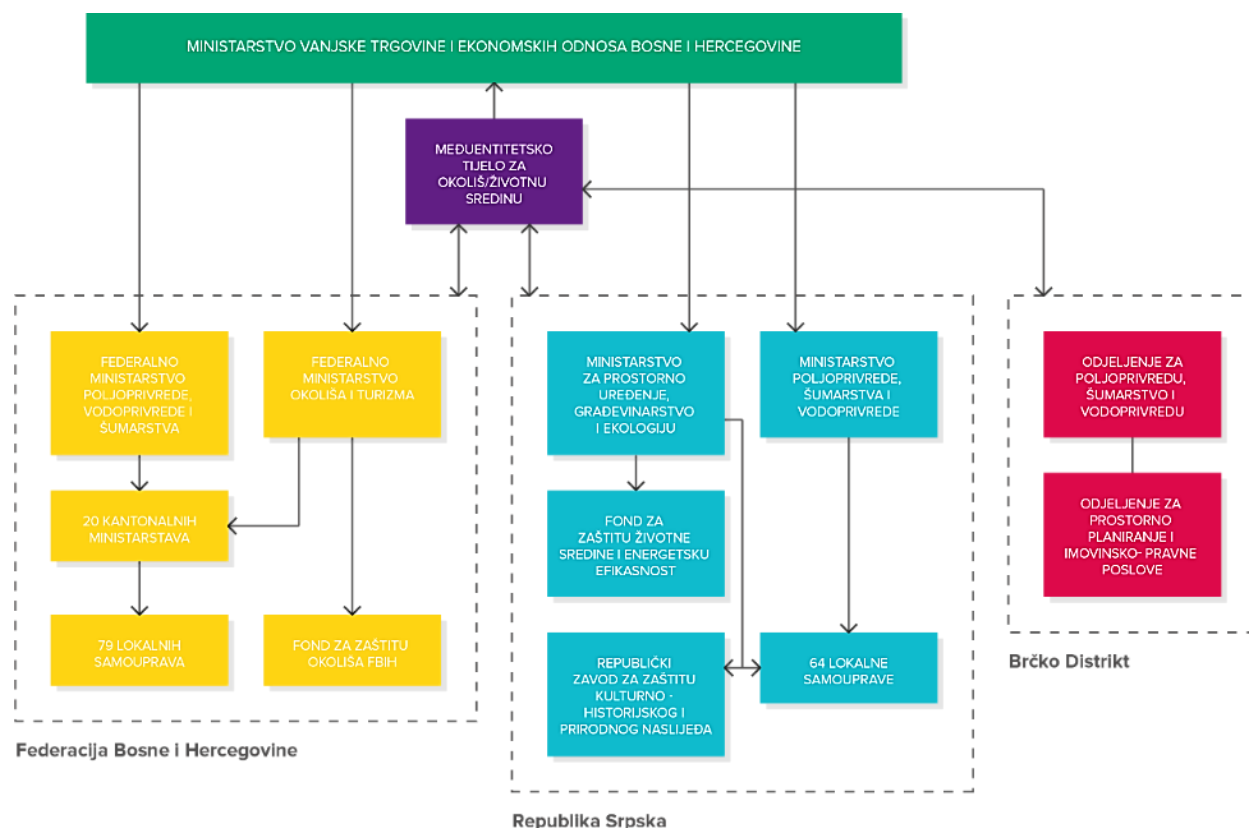 MINISTARSTVO VANJSKE TRGOVINE I EKONOMSKIH ODNOSA BOSNE I HERCEGOVINE
MEĐUENTITETSKO
TIJELO ZA
OKOLIŠ/ŽIVOTNU
SREDINU
FEDERALNO
MINISTARSTVO
POLJOPRIVREDE,
VODOPRIVREDE I
ŠUMARSTVA
FEDERALNO
MINISTARSTVO
OKOLIŠA I TURIZMA
20 KANTONALNIH
MINISTARSTAVA
79 LOKALNIH
SAMOUPRAVA
FOND ZA ZAŠTITU
OKOLIŠA FBIH
Federacija Bosne i Hercegovine
MINISTARSTVO
ZA PROSTORNO
UREĐENJE,
GRAĐEVINARSTVO
I EKOLOGIJU
MINISTARSTVO
POLJOPRIVREDE,
ŠUMARSTVA I
VODOPRIVREDE
FOND ZA
ZAŠTITU ŽIVOTNE
SREDINE I ENERGETSKU
EFIKASNOST
REPUBLIČKI
ZAVOD ZA ZAŠTITU
KULTURNO -
HISTORIJSKOG I
PRIRODNOG NASLIJEĐA
64 LOKALNE
SAMOUPRAVE
Republika Srpska
ODJELJENJE ZA
POLJOPRIVREDU,
ŠUMARSTVO I
VODOPRIVREDU
ODJELJENJE ZA
PROSTORNO
PLANIRANJE I
IMOVINSKO- PRAVNE
POSLOVE
Brčko Distrikt